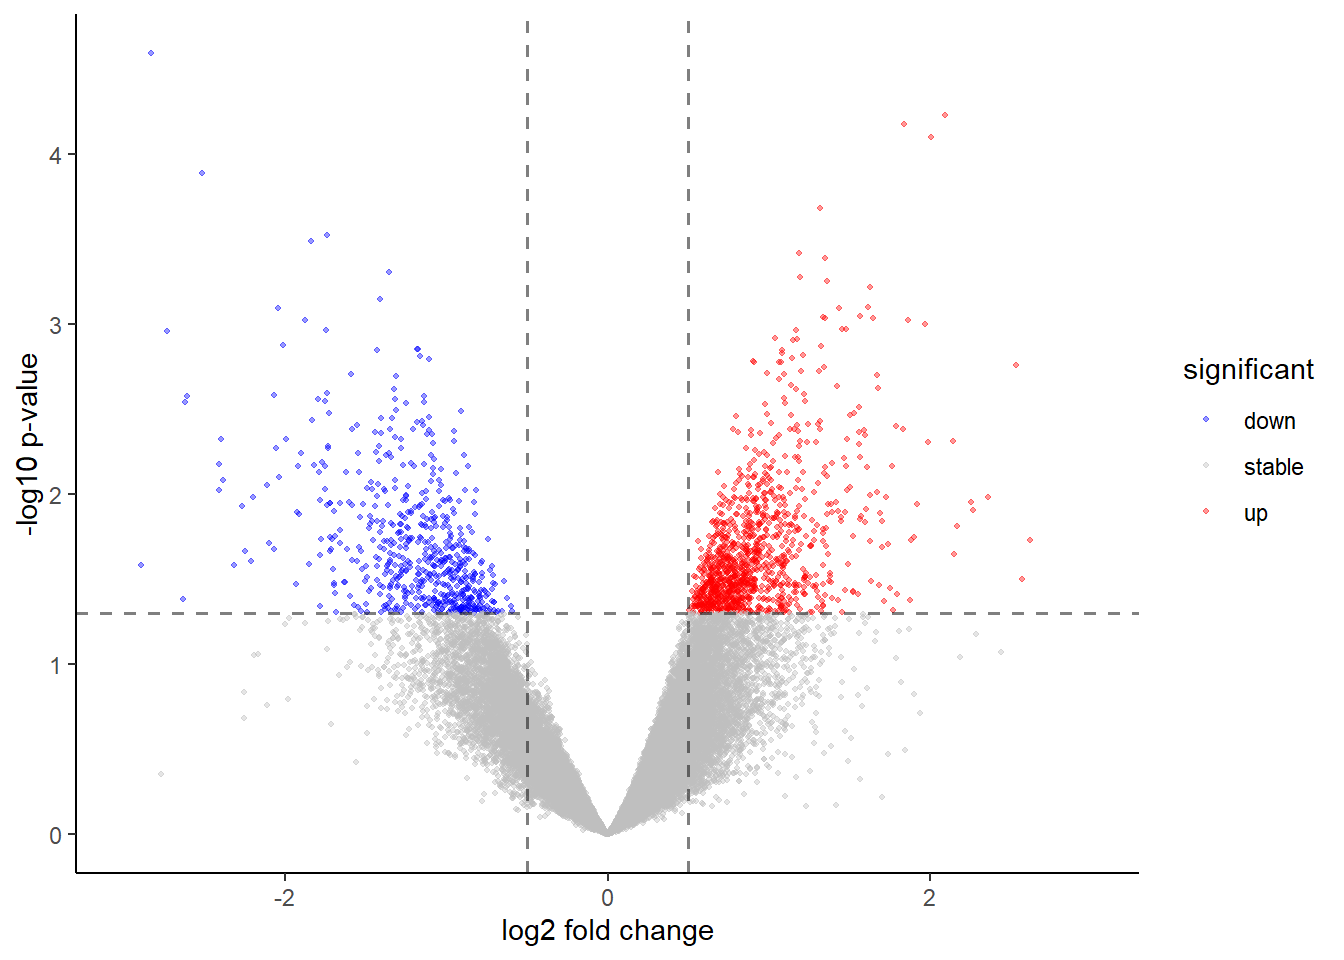 -log10 p-value
4
3
2
1
0
-2
0
2
log2 fold change
significant
down
stable
up